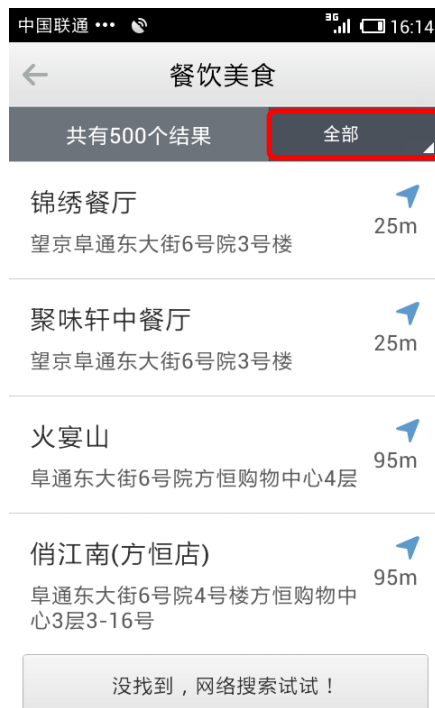 中国联通 ••• 3G 16:14
餐饮美食
共有500个结果 全部
锦绣餐厅
25m
望京阜通东大街6号院3号楼
聚味轩中餐厅
25m
望京阜通东大街6号院3号楼
火宴山
95m
阜通东大街6号院方恒购物中心4层
俏江南(方恒店)
95m
阜通东大街6号院4号楼方恒购物中
心3层3-16号
没找到，网络搜索试试！